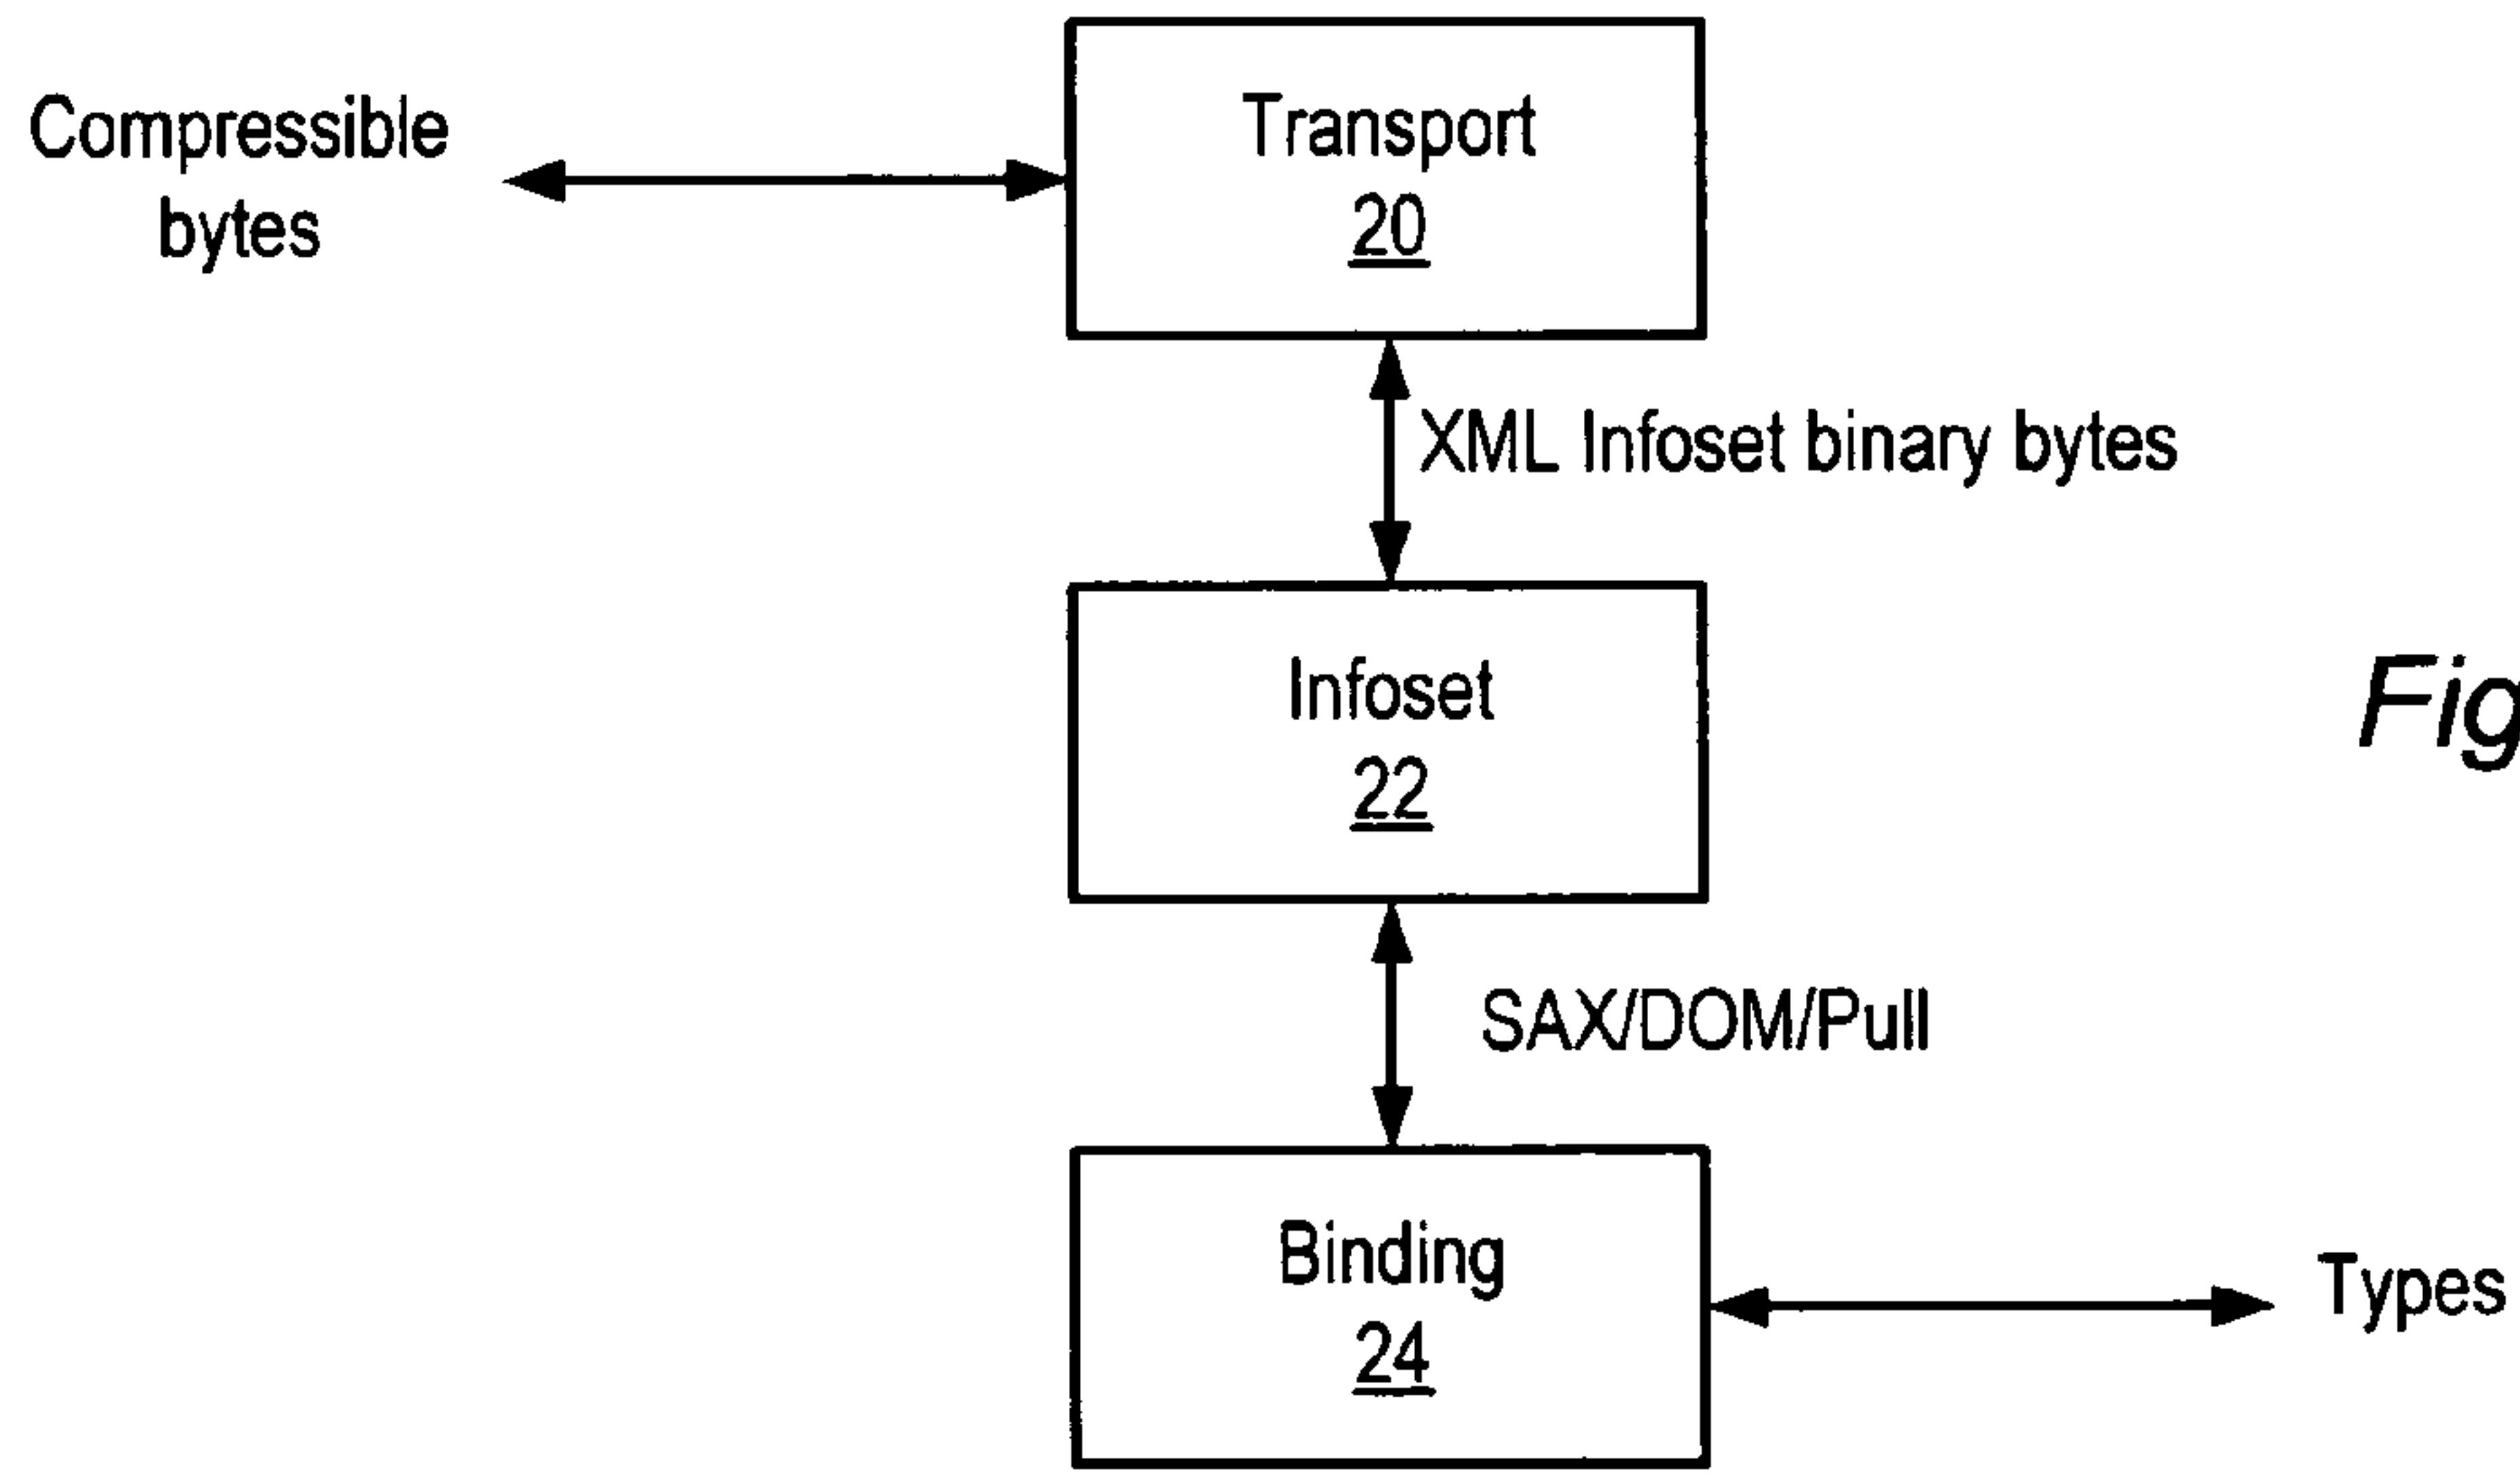 Compressible
bytes
Transport
20
XML Infoset binary bytes
Infoset
22
Fig
SAX/DOM/Pull
Binding
24
Types